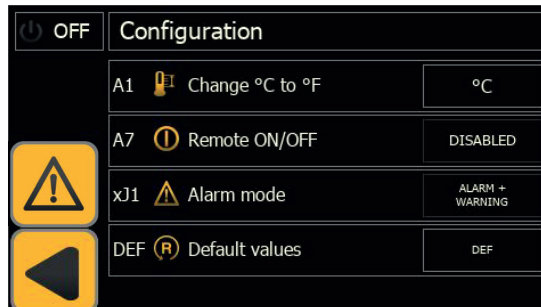 OFF Configuration
A1 Change °C to °F °C
A7 Remote ON/OFF DISABLED
xJ1 Alarm mode ALARM +
WARNING
DEF R Default values DEF